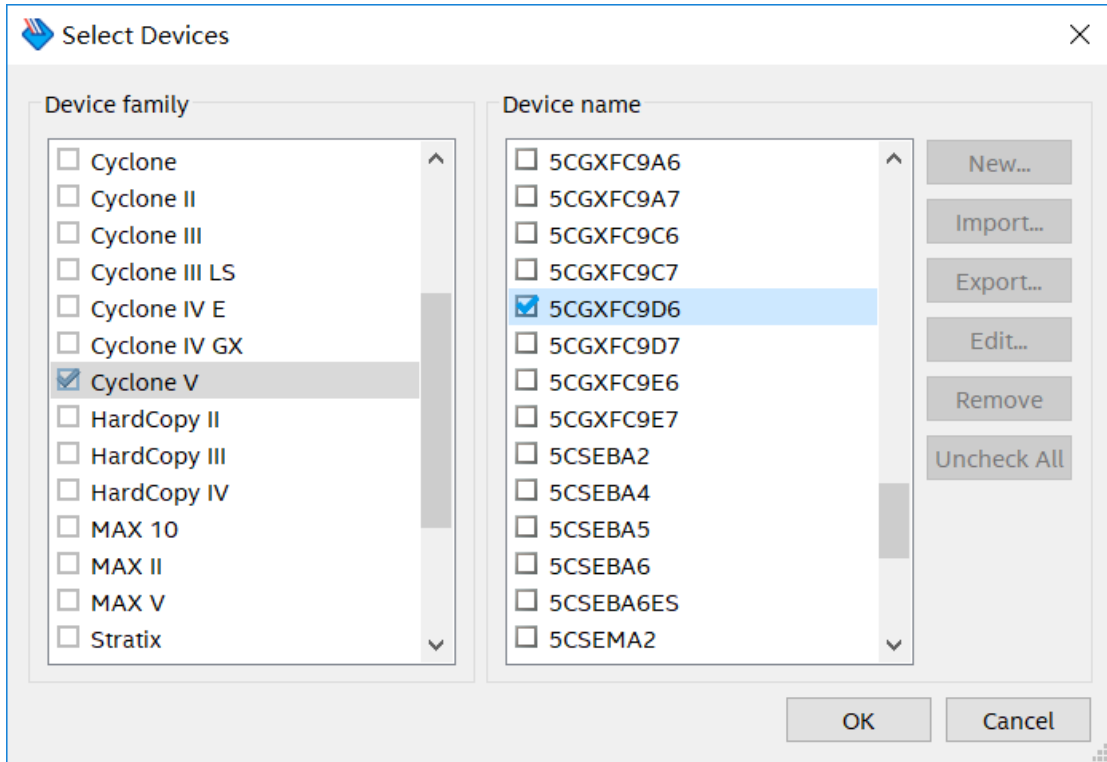 Select Devices
Device family
Cyclone
Cyclone II
Cyclone III
Cyclone III LS
Cyclone IV E
Cyclone IV GX
Cyclone V
HardCopy II
HardCopy III
HardCopy IV
MAX 10
MAX II
MAX V
Stratix
Device name
5CGXFC9A6
5CGXFC9A7
5CGXFC9C6
5CGXFC9C7
5CGXFC9D6
5CGXFC9D7
5CGXFC9E6
5CGXFC9E7
5CSEBA2
5CSEBA4
5CSEBA5
5CSEBA6
5CSEBA6ES
5CSEMA2
New...
Import...
Export...
Edit...
Remove
Uncheck All
OK
Cancel